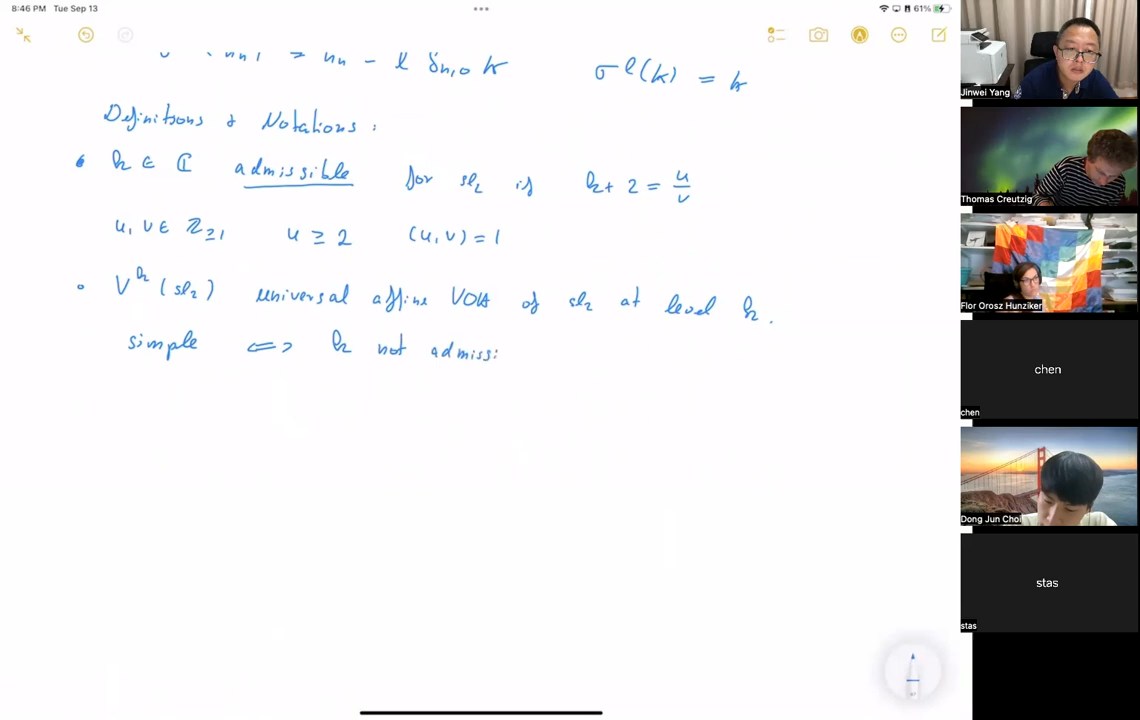 8:46 PM Tue Sep 13
61%
σ^ℓ(k) = k
Definitions & Notations:
• k ∈ ℂ admissible for sl₂ if k+2 = u/v
u, v ∈ ℤ≥1 u ≥ 2 (u,v) = 1
• V^k(sl₂) universal affine VOA of sl₂ at level k.
simple ⟺ k not admissi
Jinwei Yang
Thomas Creutzig
Flor Orosz Hunziker
chen
chen
Dong Jun Choi
stas
stas